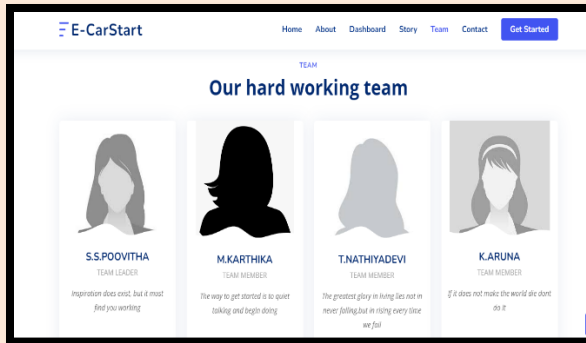 E-CarStart
Home About Dashboard Story Team Contact Get Started
TEAM
Our hard working team
S.S.POOVITHA
TEAM LEADER
Inspiration does exist, but it must
find you working
M.KARTHIKA
TEAM MEMBER
The way to get started is to quiet
talking and begin doing
T.NATHIYADEVI
TEAM MEMBER
The greatest glory in living lies not in
never falling,but in rising every time
we fail
K.ARUNA
TEAM MEMBER
If it does not make the world die dont
do it